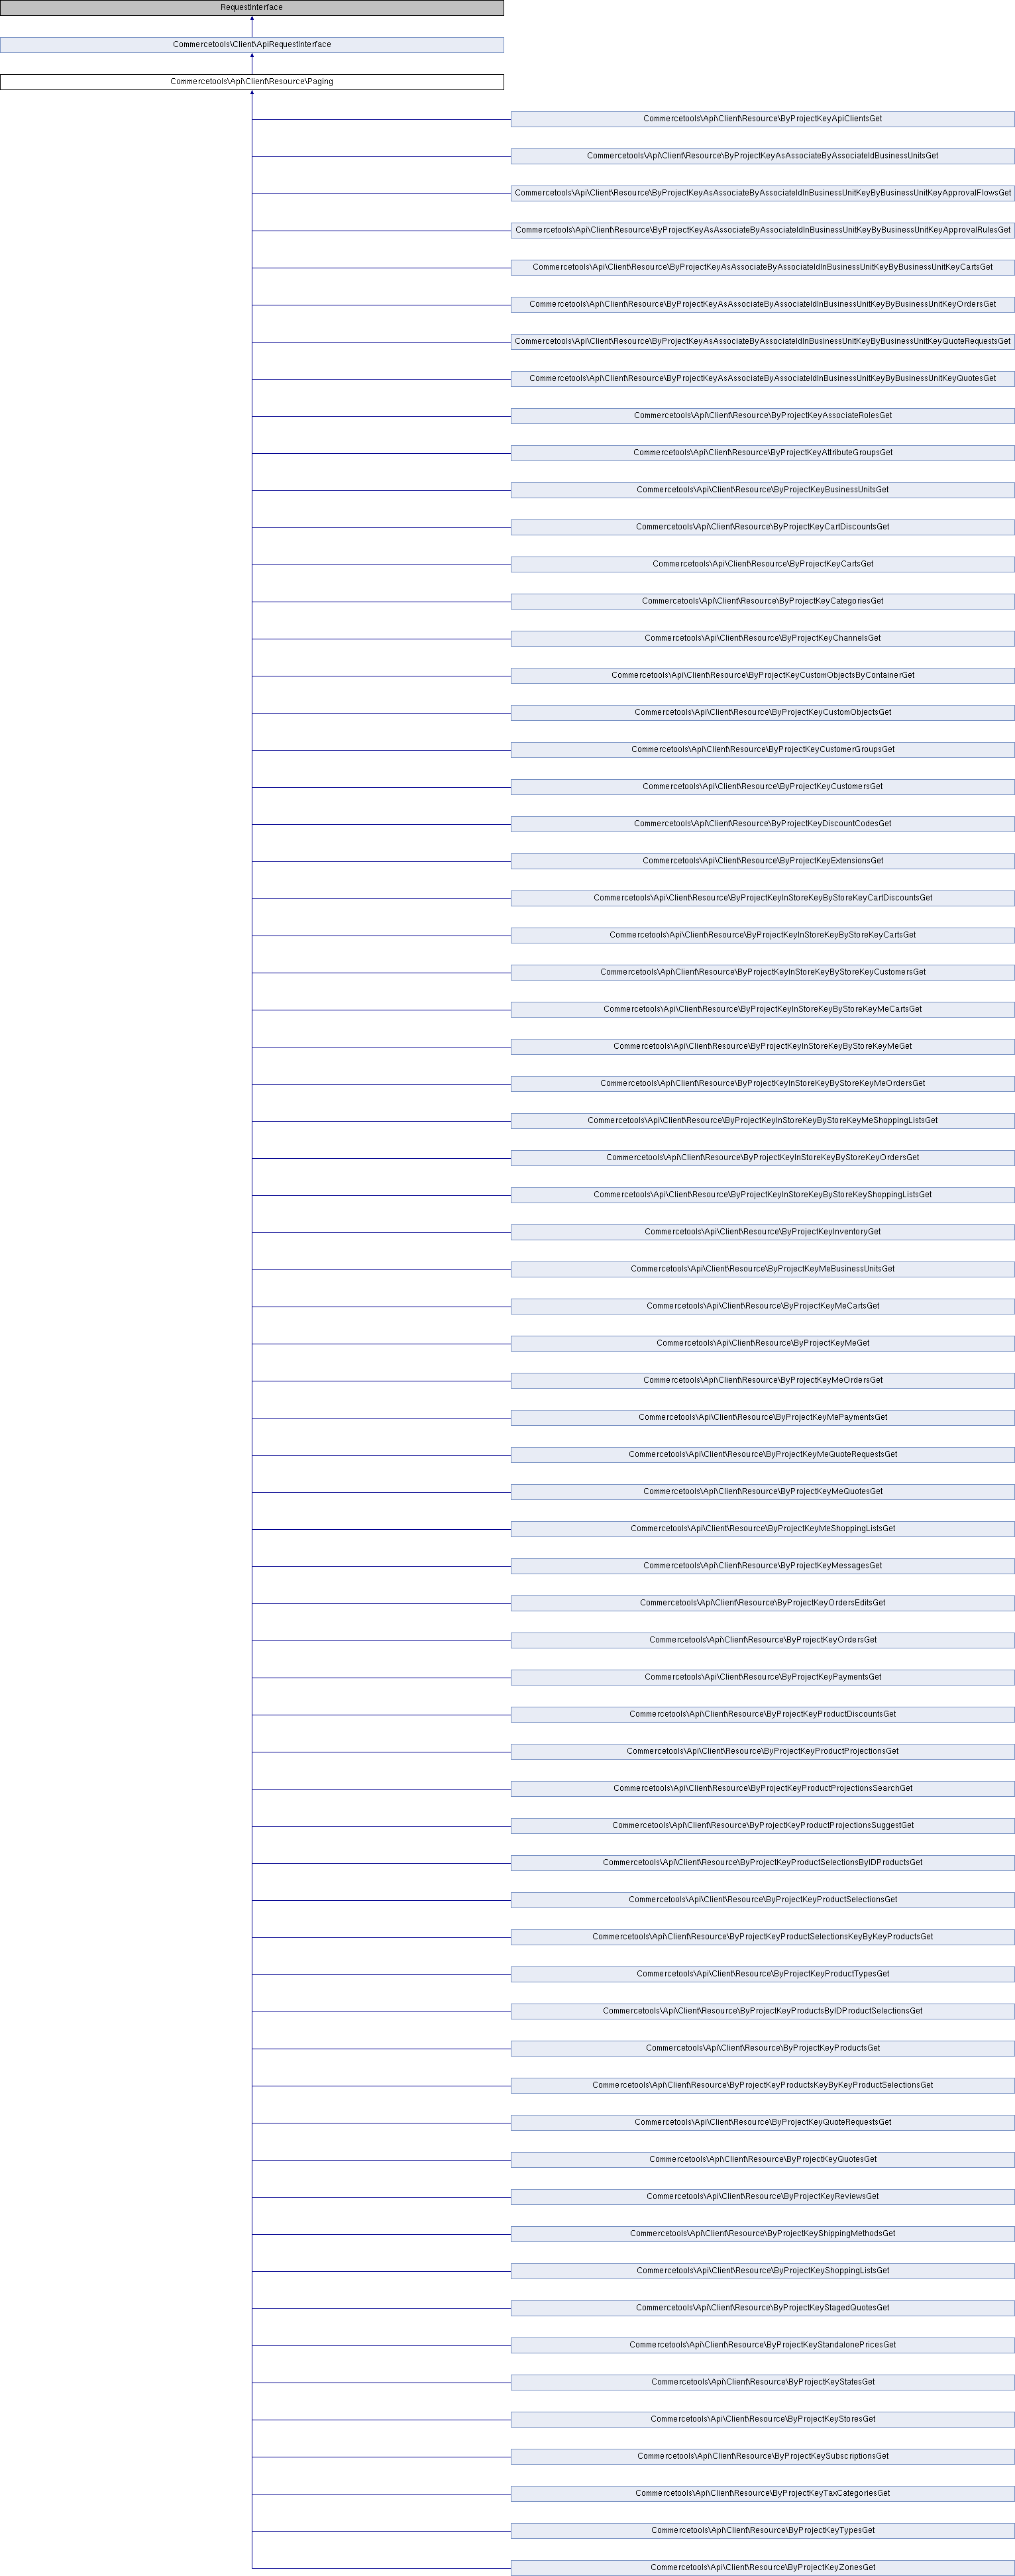 RequestInterface
Commercetools\Client\ApiRequestInterface
Commercetools\Api\Client\Resource\Paging
Commercetools\Api\Client\Resource\ByProjectKeyApiClientsGet
Commercetools\Api\Client\Resource\ByProjectKeyAsAssociateByAssociateIdBusinessUnitsGet
Commercetools\Api\Client\Resource\ByProjectKeyAsAssociateByAssociateIdInBusinessUnitKeyByBusinessUnitKeyApprovalFlowsGet
Commercetools\Api\Client\Resource\ByProjectKeyAsAssociateByAssociateIdInBusinessUnitKeyByBusinessUnitKeyApprovalRulesGet
Commercetools\Api\Client\Resource\ByProjectKeyAsAssociateByAssociateIdInBusinessUnitKeyByBusinessUnitKeyCartsGet
Commercetools\Api\Client\Resource\ByProjectKeyAsAssociateByAssociateIdInBusinessUnitKeyByBusinessUnitKeyOrdersGet
Commercetools\Api\Client\Resource\ByProjectKeyAsAssociateByAssociateIdInBusinessUnitKeyByBusinessUnitKeyQuoteRequestsGet
Commercetools\Api\Client\Resource\ByProjectKeyAsAssociateByAssociateIdInBusinessUnitKeyByBusinessUnitKeyQuotesGet
Commercetools\Api\Client\Resource\ByProjectKeyAssociateRolesGet
Commercetools\Api\Client\Resource\ByProjectKeyAttributeGroupsGet
Commercetools\Api\Client\Resource\ByProjectKeyBusinessUnitsGet
Commercetools\Api\Client\Resource\ByProjectKeyCartDiscountsGet
Commercetools\Api\Client\Resource\ByProjectKeyCartsGet
Commercetools\Api\Client\Resource\ByProjectKeyCategoriesGet
Commercetools\Api\Client\Resource\ByProjectKeyChannelsGet
Commercetools\Api\Client\Resource\ByProjectKeyCustomObjectsByContainerGet
Commercetools\Api\Client\Resource\ByProjectKeyCustomObjectsGet
Commercetools\Api\Client\Resource\ByProjectKeyCustomerGroupsGet
Commercetools\Api\Client\Resource\ByProjectKeyCustomersGet
Commercetools\Api\Client\Resource\ByProjectKeyDiscountCodesGet
Commercetools\Api\Client\Resource\ByProjectKeyExtensionsGet
Commercetools\Api\Client\Resource\ByProjectKeyInStoreKeyByStoreKeyCartDiscountsGet
Commercetools\Api\Client\Resource\ByProjectKeyInStoreKeyByStoreKeyCartsGet
Commercetools\Api\Client\Resource\ByProjectKeyInStoreKeyByStoreKeyCustomersGet
Commercetools\Api\Client\Resource\ByProjectKeyInStoreKeyByStoreKeyMeCartsGet
Commercetools\Api\Client\Resource\ByProjectKeyInStoreKeyByStoreKeyMeGet
Commercetools\Api\Client\Resource\ByProjectKeyInStoreKeyByStoreKeyMeOrdersGet
Commercetools\Api\Client\Resource\ByProjectKeyInStoreKeyByStoreKeyMeShoppingListsGet
Commercetools\Api\Client\Resource\ByProjectKeyInStoreKeyByStoreKeyOrdersGet
Commercetools\Api\Client\Resource\ByProjectKeyInStoreKeyByStoreKeyShoppingListsGet
Commercetools\Api\Client\Resource\ByProjectKeyInventoryGet
Commercetools\Api\Client\Resource\ByProjectKeyMeBusinessUnitsGet
Commercetools\Api\Client\Resource\ByProjectKeyMeCartsGet
Commercetools\Api\Client\Resource\ByProjectKeyMeGet
Commercetools\Api\Client\Resource\ByProjectKeyMeOrdersGet
Commercetools\Api\Client\Resource\ByProjectKeyMePaymentsGet
Commercetools\Api\Client\Resource\ByProjectKeyMeQuoteRequestsGet
Commercetools\Api\Client\Resource\ByProjectKeyMeQuotesGet
Commercetools\Api\Client\Resource\ByProjectKeyMeShoppingListsGet
Commercetools\Api\Client\Resource\ByProjectKeyMessagesGet
Commercetools\Api\Client\Resource\ByProjectKeyOrdersEditsGet
Commercetools\Api\Client\Resource\ByProjectKeyOrdersGet
Commercetools\Api\Client\Resource\ByProjectKeyPaymentsGet
Commercetools\Api\Client\Resource\ByProjectKeyProductDiscountsGet
Commercetools\Api\Client\Resource\ByProjectKeyProductProjectionsGet
Commercetools\Api\Client\Resource\ByProjectKeyProductProjectionsSearchGet
Commercetools\Api\Client\Resource\ByProjectKeyProductProjectionsSuggestGet
Commercetools\Api\Client\Resource\ByProjectKeyProductSelectionsByIDProductsGet
Commercetools\Api\Client\Resource\ByProjectKeyProductSelectionsGet
Commercetools\Api\Client\Resource\ByProjectKeyProductSelectionsKeyByKeyProductsGet
Commercetools\Api\Client\Resource\ByProjectKeyProductTypesGet
Commercetools\Api\Client\Resource\ByProjectKeyProductsByIDProductSelectionsGet
Commercetools\Api\Client\Resource\ByProjectKeyProductsGet
Commercetools\Api\Client\Resource\ByProjectKeyProductsKeyByKeyProductSelectionsGet
Commercetools\Api\Client\Resource\ByProjectKeyQuoteRequestsGet
Commercetools\Api\Client\Resource\ByProjectKeyQuotesGet
Commercetools\Api\Client\Resource\ByProjectKeyReviewsGet
Commercetools\Api\Client\Resource\ByProjectKeyShippingMethodsGet
Commercetools\Api\Client\Resource\ByProjectKeyShoppingListsGet
Commercetools\Api\Client\Resource\ByProjectKeyStagedQuotesGet
Commercetools\Api\Client\Resource\ByProjectKeyStandalonePricesGet
Commercetools\Api\Client\Resource\ByProjectKeyStatesGet
Commercetools\Api\Client\Resource\ByProjectKeyStoresGet
Commercetools\Api\Client\Resource\ByProjectKeySubscriptionsGet
Commercetools\Api\Client\Resource\ByProjectKeyTaxCategoriesGet
Commercetools\Api\Client\Resource\ByProjectKeyTypesGet
Commercetools\Api\Client\Resource\ByProjectKeyZonesGet